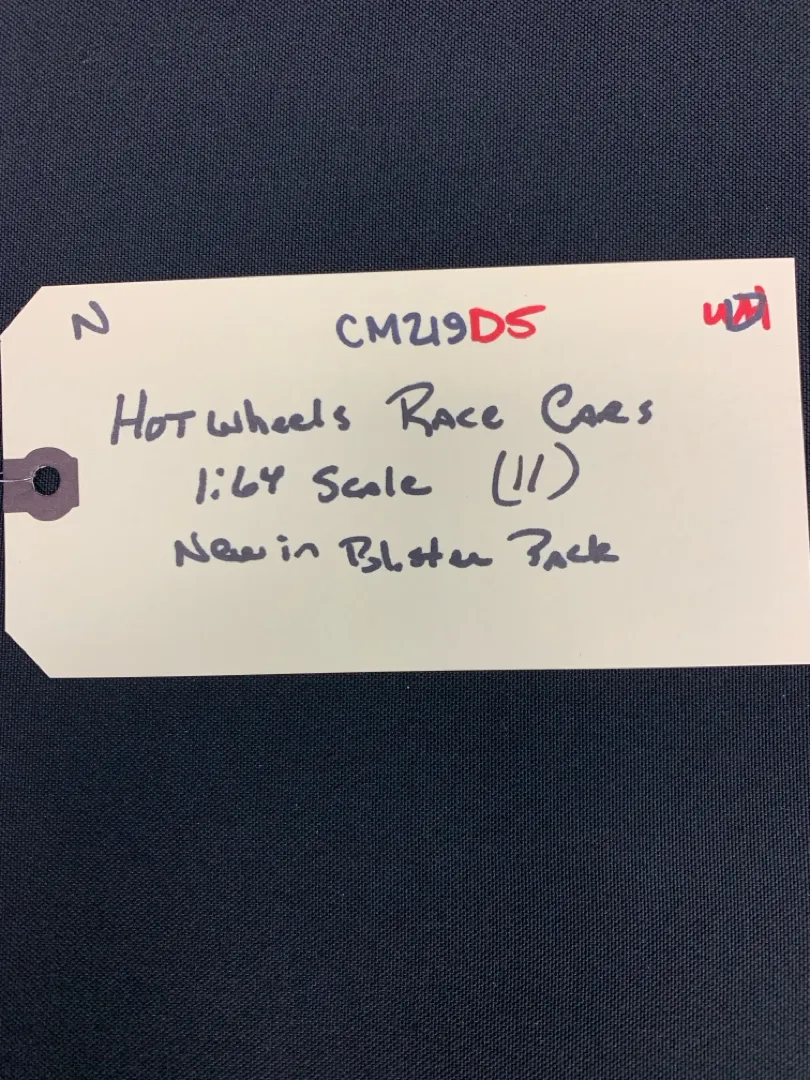 N CM219D5
Hot Wheels Race Cars
1:64 Scale (11)
New in Blister Pack